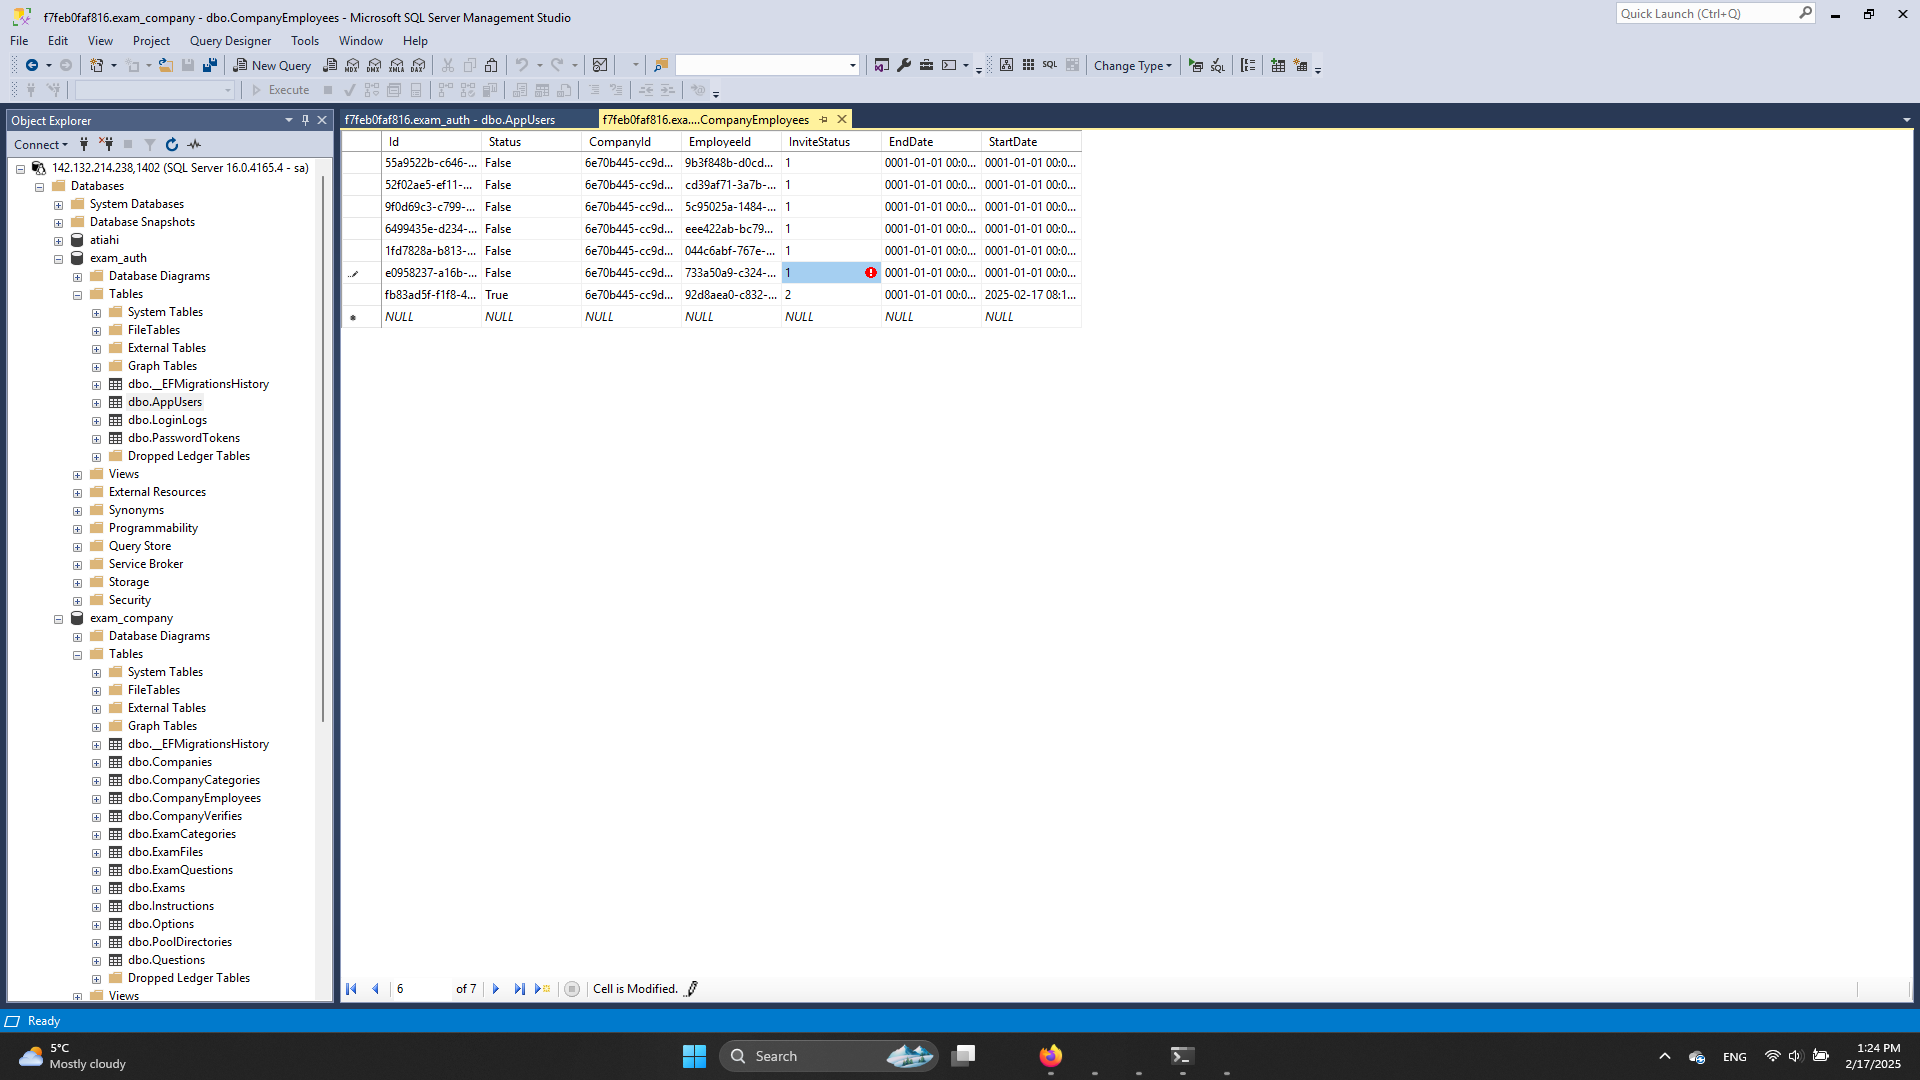 f7feb0faf816.exam_company - dbo.CompanyEmployees - Microsoft SQL Server Management Studio
Quick Launch (Ctrl+Q)
File Edit View Project Query Designer Tools Window Help
New Query MDX DMX XMLA DAX SQL Change Type
Execute
Object Explorer
Connect
142.132.214.238,1402 (SQL Server 16.0.4165.4 - sa)
Databases
System Databases
Database Snapshots
atiahi
exam_auth
Database Diagrams
Tables
System Tables
FileTables
External Tables
Graph Tables
dbo.__EFMigrationsHistory
dbo.AppUsers
dbo.LoginLogs
dbo.PasswordTokens
Dropped Ledger Tables
Views
External Resources
Synonyms
Programmability
Query Store
Service Broker
Storage
Security
exam_company
Database Diagrams
Tables
System Tables
FileTables
External Tables
Graph Tables
dbo.__EFMigrationsHistory
dbo.Companies
dbo.CompanyCategories
dbo.CompanyEmployees
dbo.CompanyVerifies
dbo.ExamCategories
dbo.ExamFiles
dbo.ExamQuestions
dbo.Exams
dbo.Instructions
dbo.Options
dbo.PoolDirectories
dbo.Questions
Dropped Ledger Tables
Views
f7feb0faf816.exam_auth - dbo.AppUsers f7feb0faf816.exa....CompanyEmployees
Id Status CompanyId EmployeeId InviteStatus EndDate StartDate
55a9522b-c646-... False 6e70b445-cc9d... 9b3f848b-d0cd... 1 0001-01-01 00:0... 0001-01-01 00:0...
52f02ae5-ef11-... False 6e70b445-cc9d... cd39af71-3a7b-... 1 0001-01-01 00:0... 0001-01-01 00:0...
9f0d69c3-c799-... False 6e70b445-cc9d... 5c95025a-1484-... 1 0001-01-01 00:0... 0001-01-01 00:0...
6499435e-d234-... False 6e70b445-cc9d... eee422ab-bc79... 1 0001-01-01 00:0... 0001-01-01 00:0...
1fd7828a-b813-... False 6e70b445-cc9d... 044c6abf-767e-... 1 0001-01-01 00:0... 0001-01-01 00:0...
e0958237-a16b-... False 6e70b445-cc9d... 733a50a9-c324-... 1 0001-01-01 00:0... 0001-01-01 00:0...
fb83ad5f-f1f8-4... True 6e70b445-cc9d... 92d8aea0-c832-... 2 0001-01-01 00:0... 2025-02-17 08:1...
NULL NULL NULL NULL NULL NULL NULL
6 of 7 Cell is Modified.
Ready
5°C
Mostly cloudy
Search
ENG
1:24 PM
2/17/2025